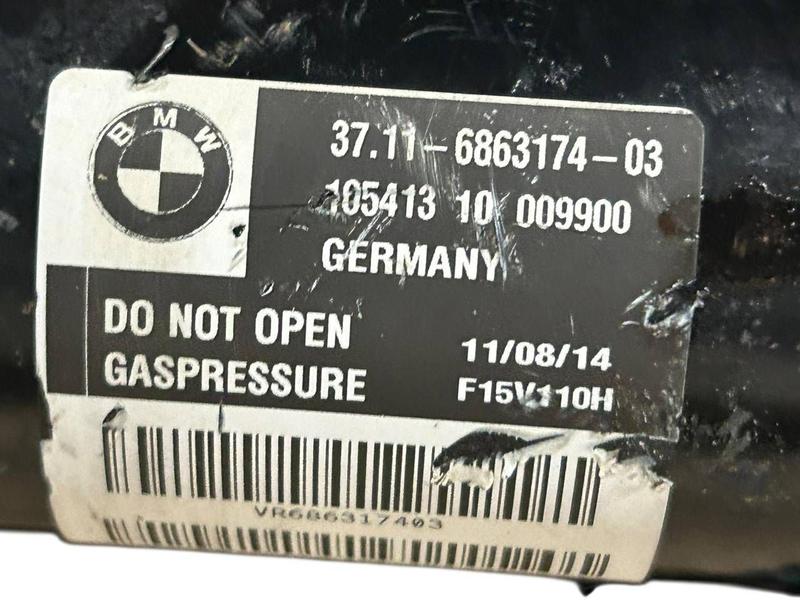 BMW
37.11-6863174-03
105413 10 009900
GERMANY
DO NOT OPEN
GASPRESSURE
11/08/14
F15V110H
VR686317403